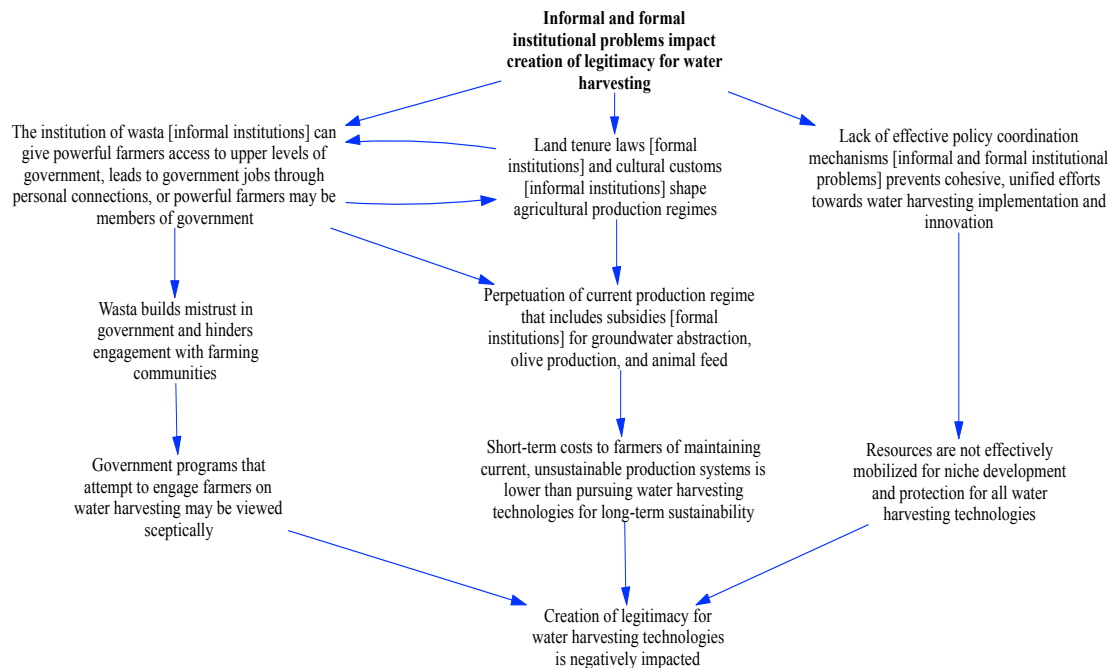 Informal and formal
institutional problems impact
creation of legitimacy for water
harvesting
The institution of wasta [informal institutions] can
give powerful farmers access to upper levels of
government, leads to government jobs through
personal connections, or powerful farmers may be
members of government
Land tenure laws [formal
institutions] and cultural customs
[informal institutions] shape
agricultural production regimes
Lack of effective policy coordination
mechanisms [informal and formal institutional
problems] prevents cohesive, unified efforts
towards water harvesting implementation and
innovation
Wasta builds mistrust in
government and hinders
engagement with farming
communities
Perpetuation of current production regime
that includes subsidies [formal
institutions] for groundwater abstraction,
olive production, and animal feed
Government programs that
attempt to engage farmers on
water harvesting may be viewed
sceptically
Short-term costs to farmers of maintaining
current, unsustainable production systems is
lower than pursuing water harvesting
technologies for long-term sustainability
Resources are not effectively
mobilized for niche development
and protection for all water
harvesting technologies
Creation of legitimacy for
water harvesting technologies
is negatively impacted